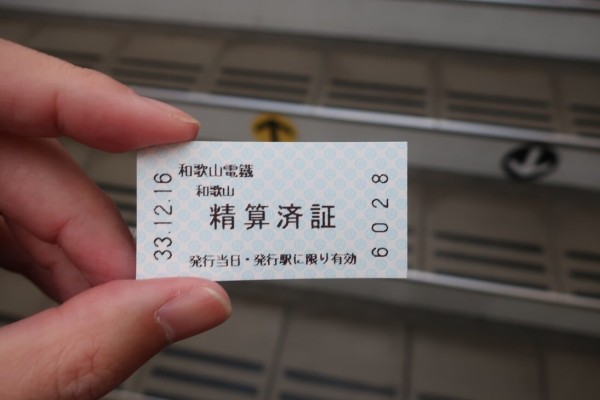 和歌山電鐵
和歌山
精算済証
発行当日・発行駅に限り有効
33.12.16
6028